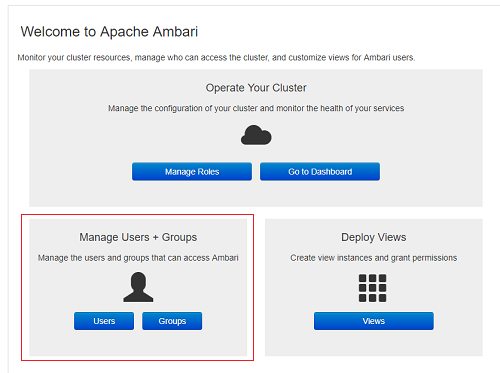 Welcome to Apache Ambari
Monitor your cluster resources, manage who can access the cluster, and customize views for Ambari users.
Operate Your Cluster
Manage the configuration of your cluster and monitor the health of your services
Manage Roles
Go to Dashboard
Manage Users + Groups
Manage the users and groups that can access Ambari
Users
Groups
Deploy Views
Create view instances and grant permissions
Views